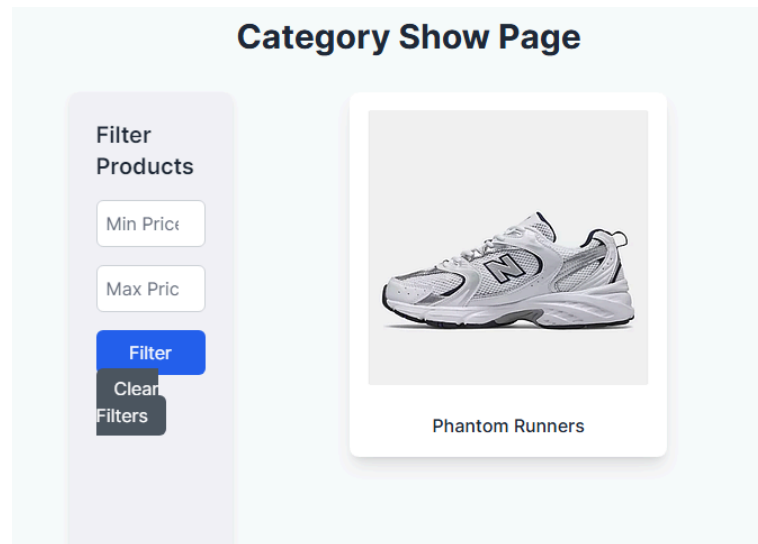 Category Show Page
Filter
Products
Min Price
Max Pric
Filter
Clear
Filters
N
Phantom Runners